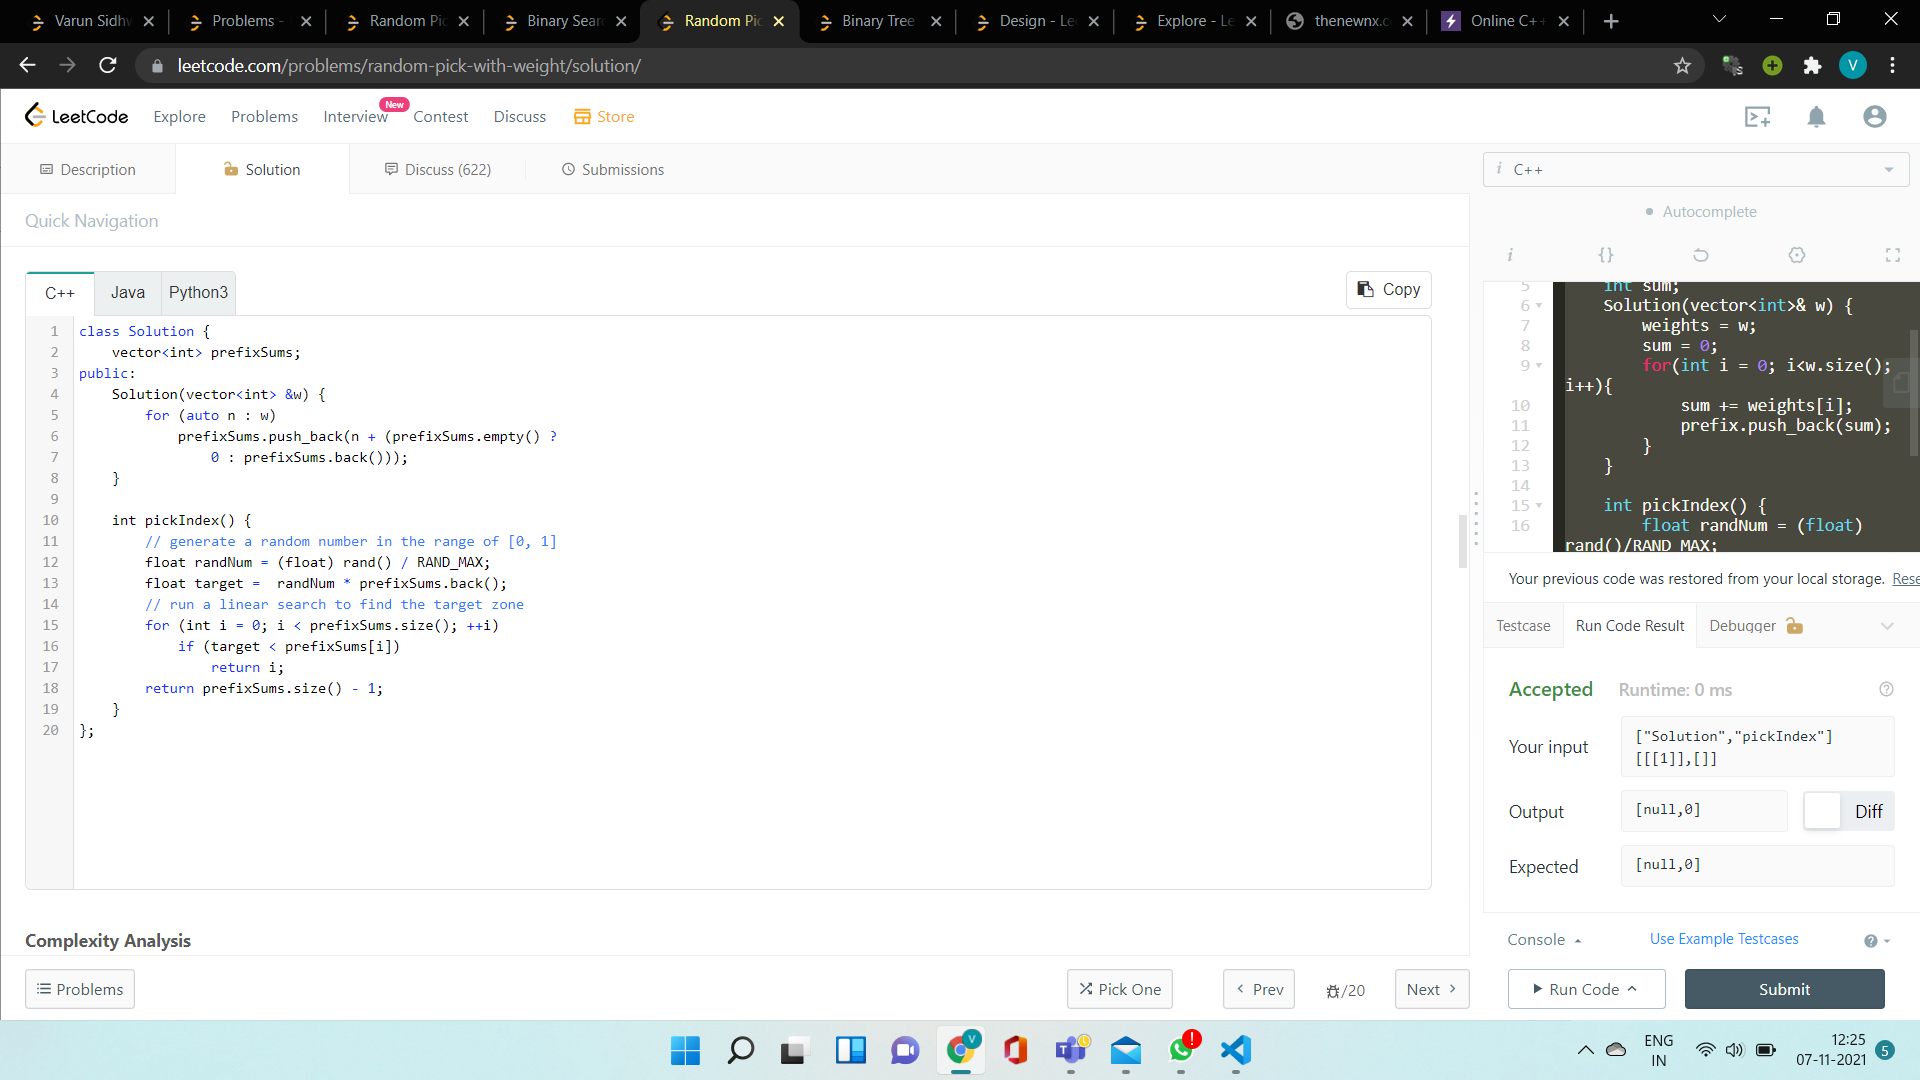 Varun Sidhw
Problems -
Random Pic
Binary Sear
Random Pic
Binary Tree
Design - Le
Explore - Le
thenewnx.c
Online C++
leetcode.com/problems/random-pick-with-weight/solution/
V
LeetCode
Explore
Problems
Interview
New
Contest
Discuss
Store
Description
Solution
Discuss (622)
Submissions
i C++
Quick Navigation
Autocomplete
i {}
C++
Java
Python3
Copy
1 class Solution {
2 vector<int> prefixSums;
3 public:
4 Solution(vector<int> &w) {
5 for (auto n : w)
6 prefixSums.push_back(n + (prefixSums.empty() ?
7 0 : prefixSums.back()));
8 }
9
10 int pickIndex() {
11 // generate a random number in the range of [0, 1]
12 float randNum = (float) rand() / RAND_MAX;
13 float target =  randNum * prefixSums.back();
14 // run a linear search to find the target zone
15 for (int i = 0; i < prefixSums.size(); ++i)
16 if (target < prefixSums[i])
17 return i;
18 return prefixSums.size() - 1;
19 }
20 };
5 int sum;
6 Solution(vector<int>& w) {
7 weights = w;
8 sum = 0;
9 for(int i = 0; i<w.size();
i++){
10 sum += weights[i];
11 prefix.push_back(sum);
12 }
13 }
14
15 int pickIndex() {
16 float randNum = (float)
rand()/RAND_MAX;
Your previous code was restored from your local storage. Rese
Testcase
Run Code Result
Debugger
Accepted
Runtime: 0 ms
Your input
["Solution","pickIndex"]
[[[1]],[]]
Output
[null,0]
Diff
Expected
[null,0]
Complexity Analysis
Console
Use Example Testcases
Problems
Pick One
Prev
/20
Next
Run Code
Submit
V
ENG
IN
12:25
07-11-2021
5